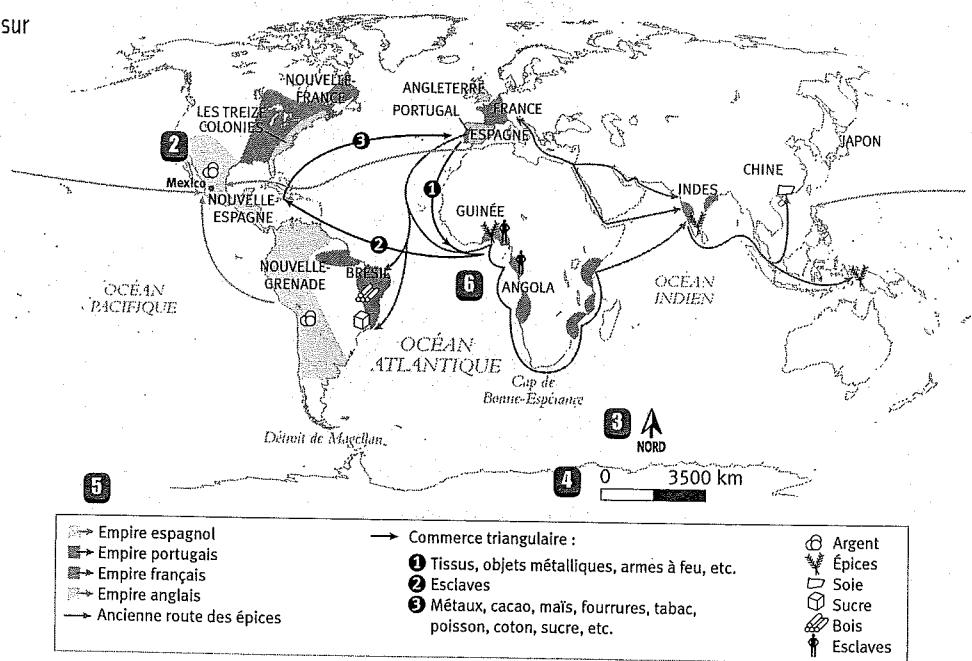 sur
NOUVELLE-
FRANCE
ANGLETERRE
PORTUGAL
FRANCE
ESPAGNE
LES TREIZE
COLONIES
2
3
JAPON
CHINE
Mexico
NOUVELLE-
ESPAGNE
1
INDES
GUINÉE
2
NOUVELLE-
GRENADE
BRÉSIL
6
ANGOLA
OCÉAN
PACIFIQUE
OCÉAN
INDIEN
OCÉAN
ATLANTIQUE
Cap de
Bonne-Espérance
Détroit de Magellan
3
NORD
4
0 3500 km
5
Empire espagnol
Empire portugais
Empire français
Empire anglais
Ancienne route des épices
Commerce triangulaire :
1 Tissus, objets métalliques, armes à feu, etc.
2 Esclaves
3 Métaux, cacao, maïs, fourrures, tabac,
poisson, coton, sucre, etc.
Argent
Épices
Soie
Sucre
Bois
Esclaves